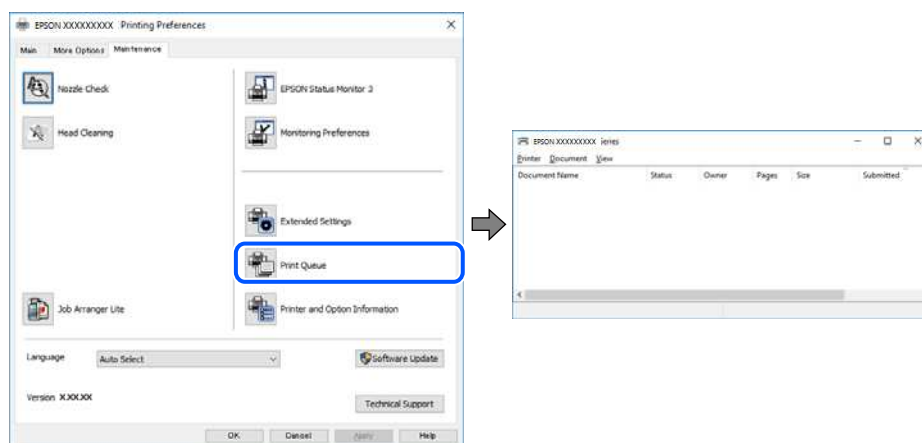 EPSON XXXXXXXXX Printing Preferences
Main More Options Maintenance
Nozzle Check
EPSON Status Monitor 3
Head Cleaning
Monitoring Preferences
Extended Settings
Print Queue
Job Arranger Lite
Printer and Option Information
Language Auto Select
Software Update
Version X.XX.XX
Technical Support
OK Cancel Apply Help
EPSON XXXXXXXXX Series
Printer Document View
Document Name Status Owner Pages Size Submitted